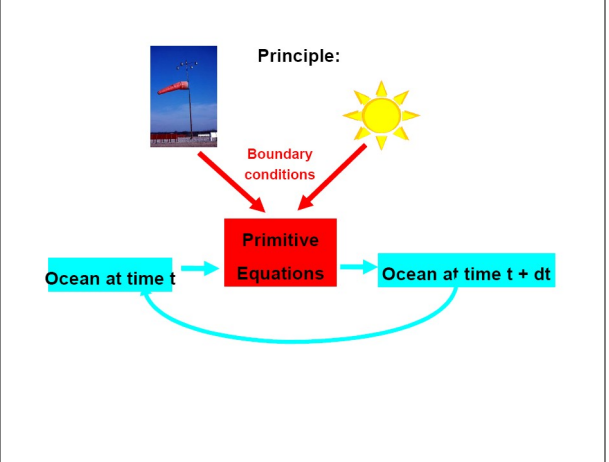 Principle:
Boundary
conditions
Primitive
Equations
Ocean at time t
Ocean at time t + dt